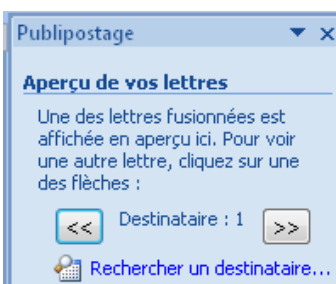 Publipostage
Aperçu de vos lettres
Une des lettres fusionnées est
affichée en aperçu ici. Pour voir
une autre lettre, cliquez sur une
des flèches :
<< Destinataire : 1 >>
Rechercher un destinataire...